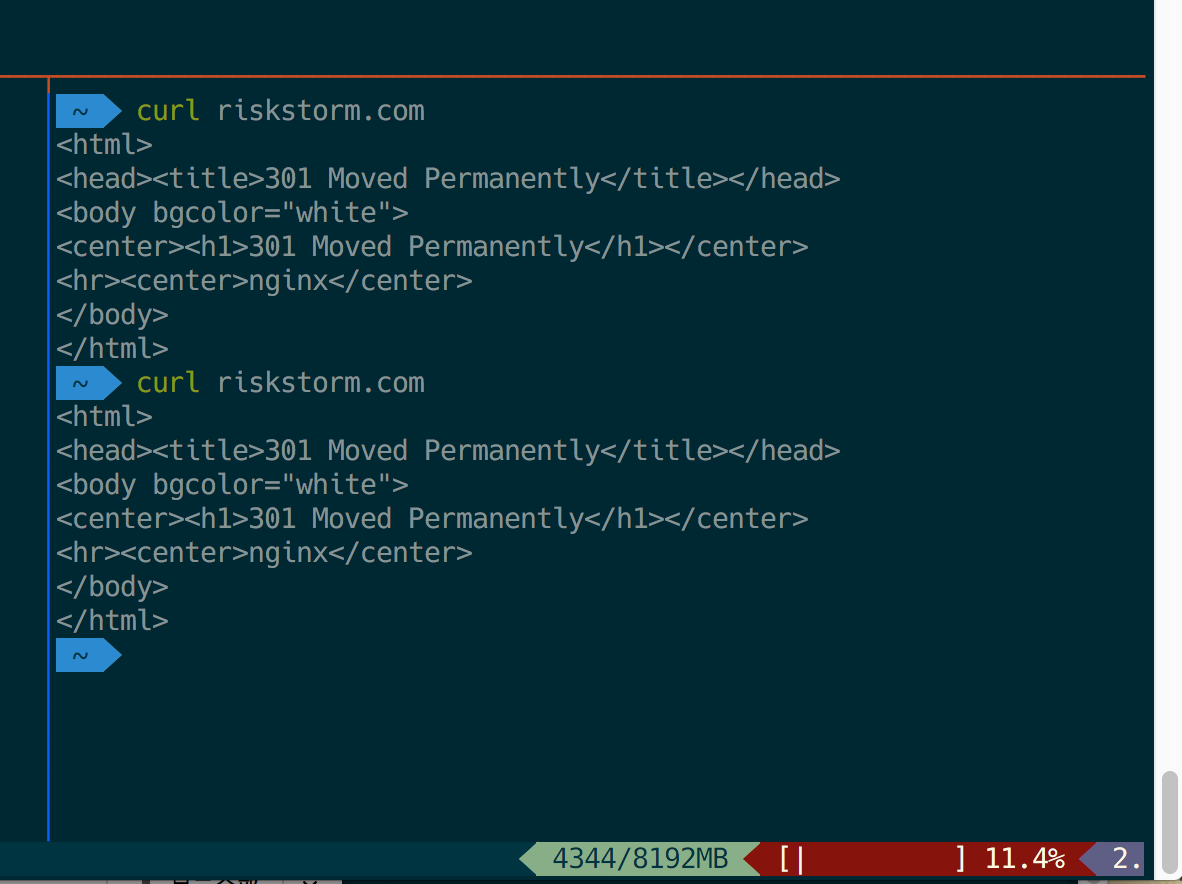 ~ curl riskstorm.com
<html>
<head><title>301 Moved Permanently</title></head>
<body bgcolor="white">
<center><h1>301 Moved Permanently</h1></center>
<hr><center>nginx</center>
</body>
</html>
~ curl riskstorm.com
<html>
<head><title>301 Moved Permanently</title></head>
<body bgcolor="white">
<center><h1>301 Moved Permanently</h1></center>
<hr><center>nginx</center>
</body>
</html>
~
4344/8192MB [| ] 11.4% 2.